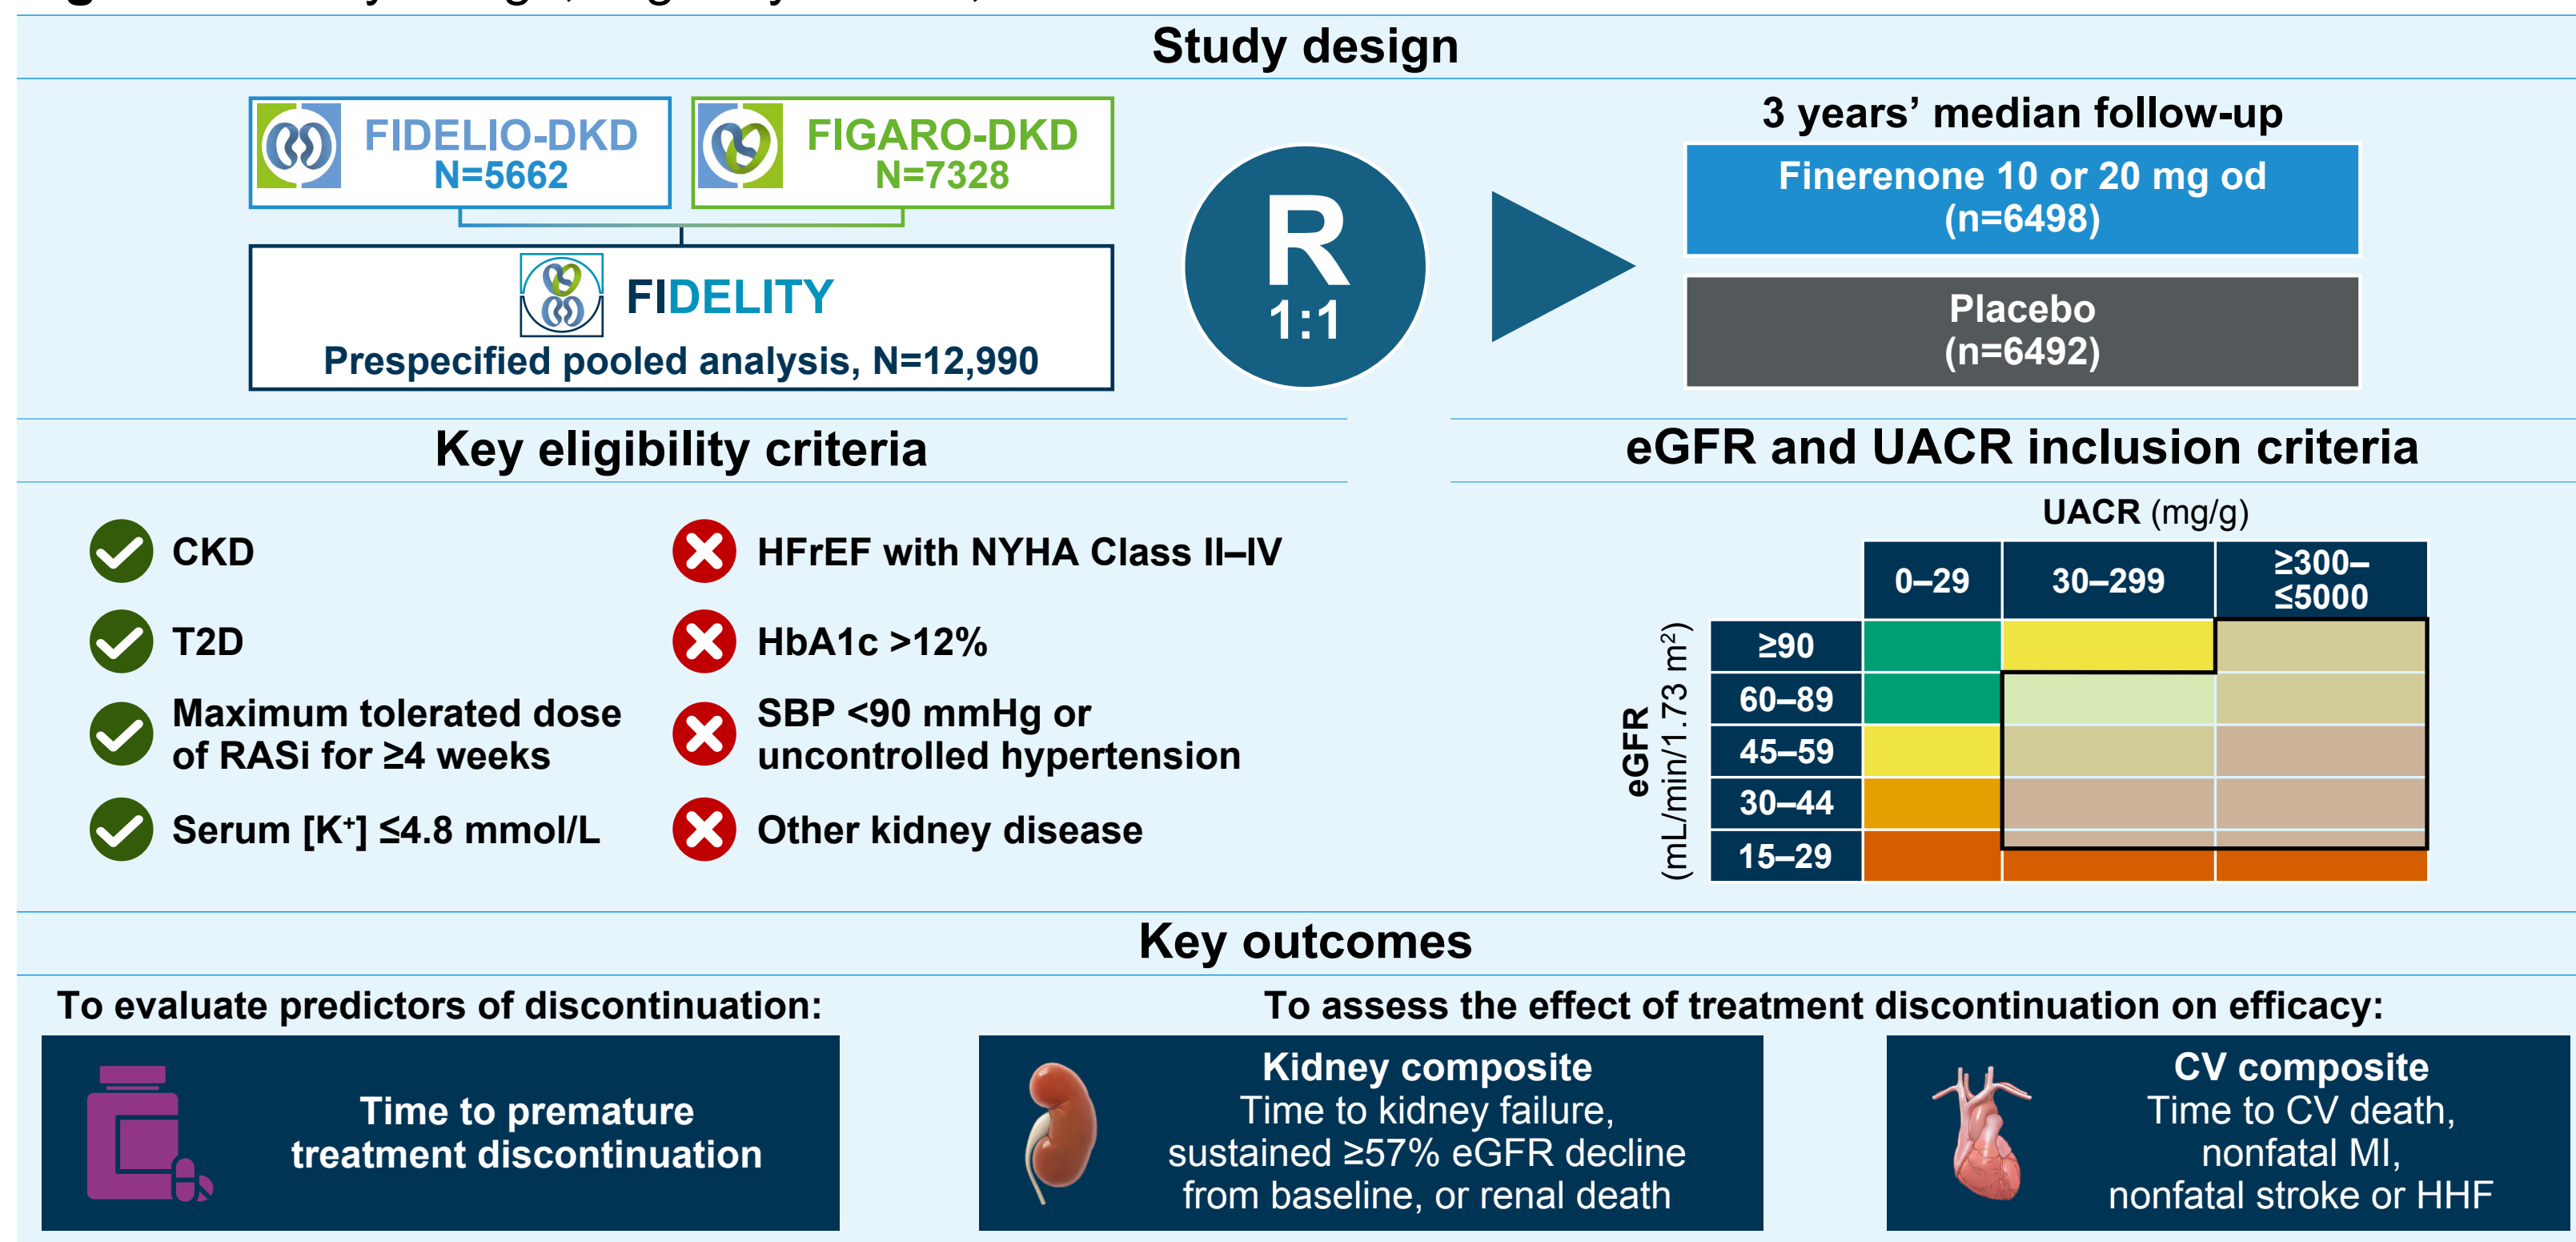 Study design
FIDELIO-DKD
N=5662
FIGARO-DKD
N=7328
FIDELITY
Prespecified pooled analysis, N=12,990
R
1:1
3 years’ median follow-up
Finerenone 10 or 20 mg od
(n=6498)
Placebo
(n=6492)
Key eligibility criteria
CKD
T2D
Maximum tolerated dose
of RASi for ≥4 weeks
Serum [K⁺] ≤4.8 mmol/L
HFrEF with NYHA Class II–IV
HbA1c >12%
SBP <90 mmHg or
uncontrolled hypertension
Other kidney disease
eGFR and UACR inclusion criteria
UACR (mg/g)
0–29
30–299
≥300–
≤5000
eGFR
(mL/min/1.73 m²)
≥90
60–89
45–59
30–44
15–29
Key outcomes
To evaluate predictors of discontinuation:
Time to premature
treatment discontinuation
To assess the effect of treatment discontinuation on efficacy:
Kidney composite
Time to kidney failure,
sustained ≥57% eGFR decline
from baseline, or renal death
CV composite
Time to CV death,
nonfatal MI,
nonfatal stroke or HHF